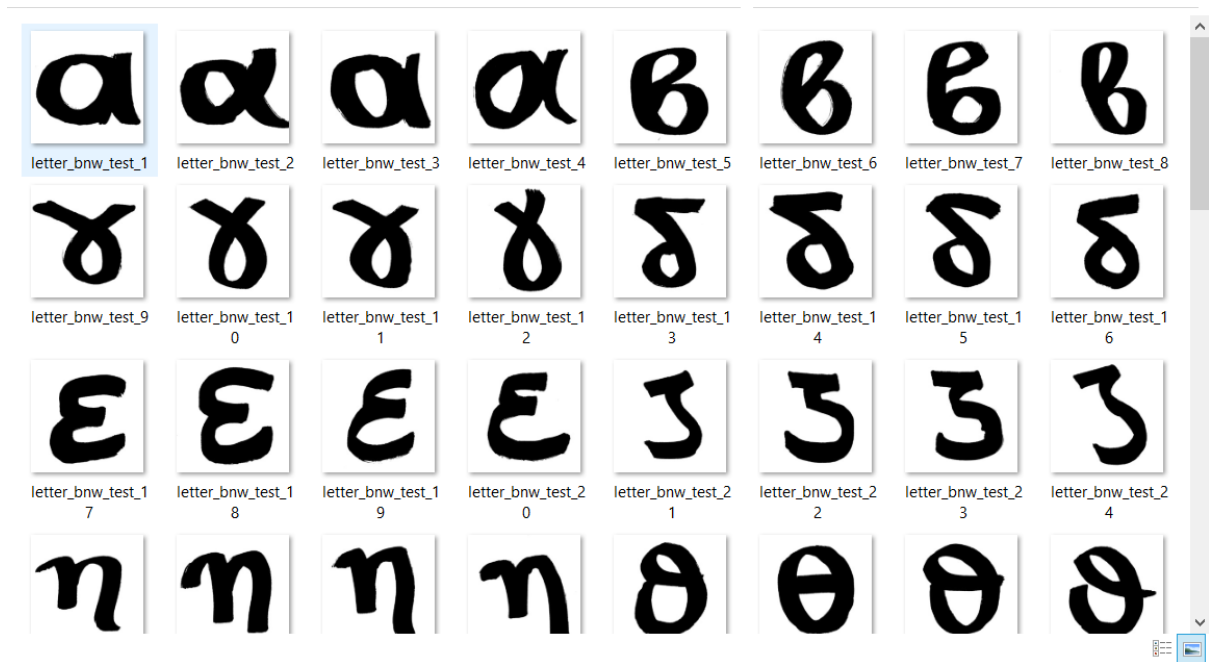 α α α α β β β β
letter_bnw_test_1 letter_bnw_test_2 letter_bnw_test_3 letter_bnw_test_4 letter_bnw_test_5 letter_bnw_test_6 letter_bnw_test_7 letter_bnw_test_8
γ γ γ γ δ δ δ δ
letter_bnw_test_9 letter_bnw_test_1 letter_bnw_test_1 letter_bnw_test_1 letter_bnw_test_1 letter_bnw_test_1 letter_bnw_test_1 letter_bnw_test_1
0 1 2 3 4 5 6
ε ε ε ε ζ ζ ζ ζ
letter_bnw_test_1 letter_bnw_test_1 letter_bnw_test_1 letter_bnw_test_2 letter_bnw_test_2 letter_bnw_test_2 letter_bnw_test_2 letter_bnw_test_2
7 8 9 0 1 2 3 4
η η η η θ θ θ θ